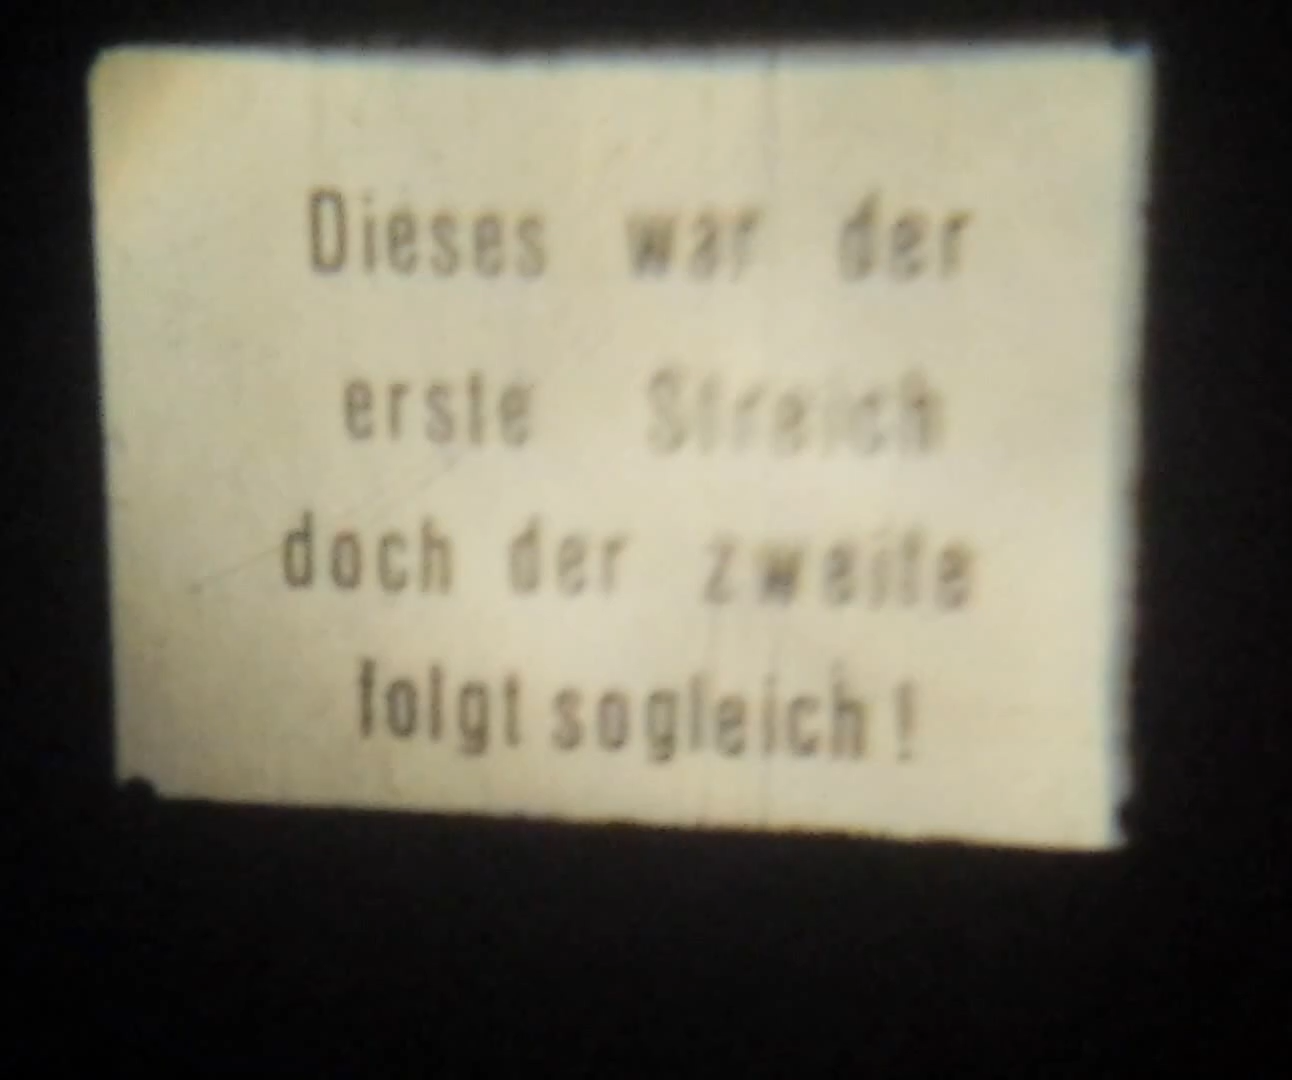 Dieses war der
erste Streich
doch der zweite
folgt sogleich!